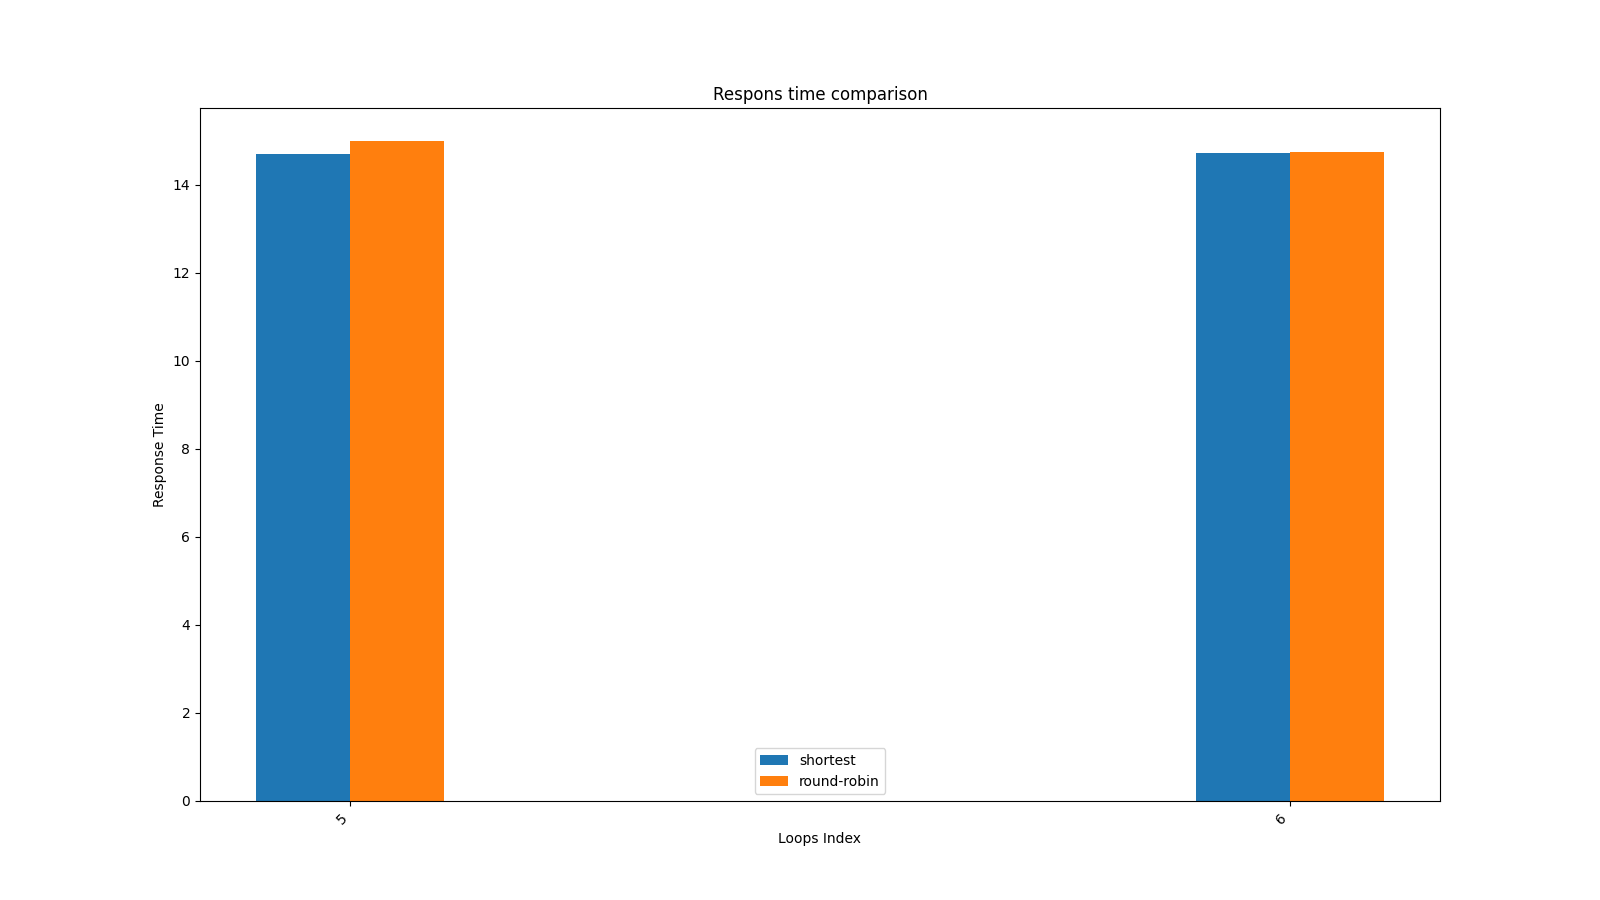 Respons time comparison
Response Time
14
12
10
8
6
4
2
0
shortest
round-robin
5
6
Loops Index